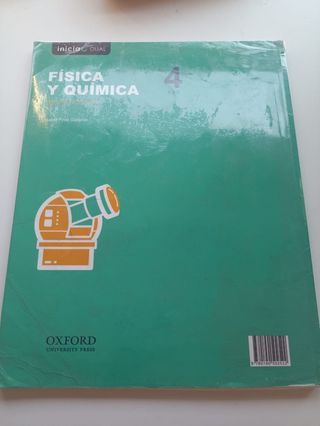 inicia DUAL
FÍSICA
Y QUÍMICA
4
OXFORD
UNIVERSITY PRESS